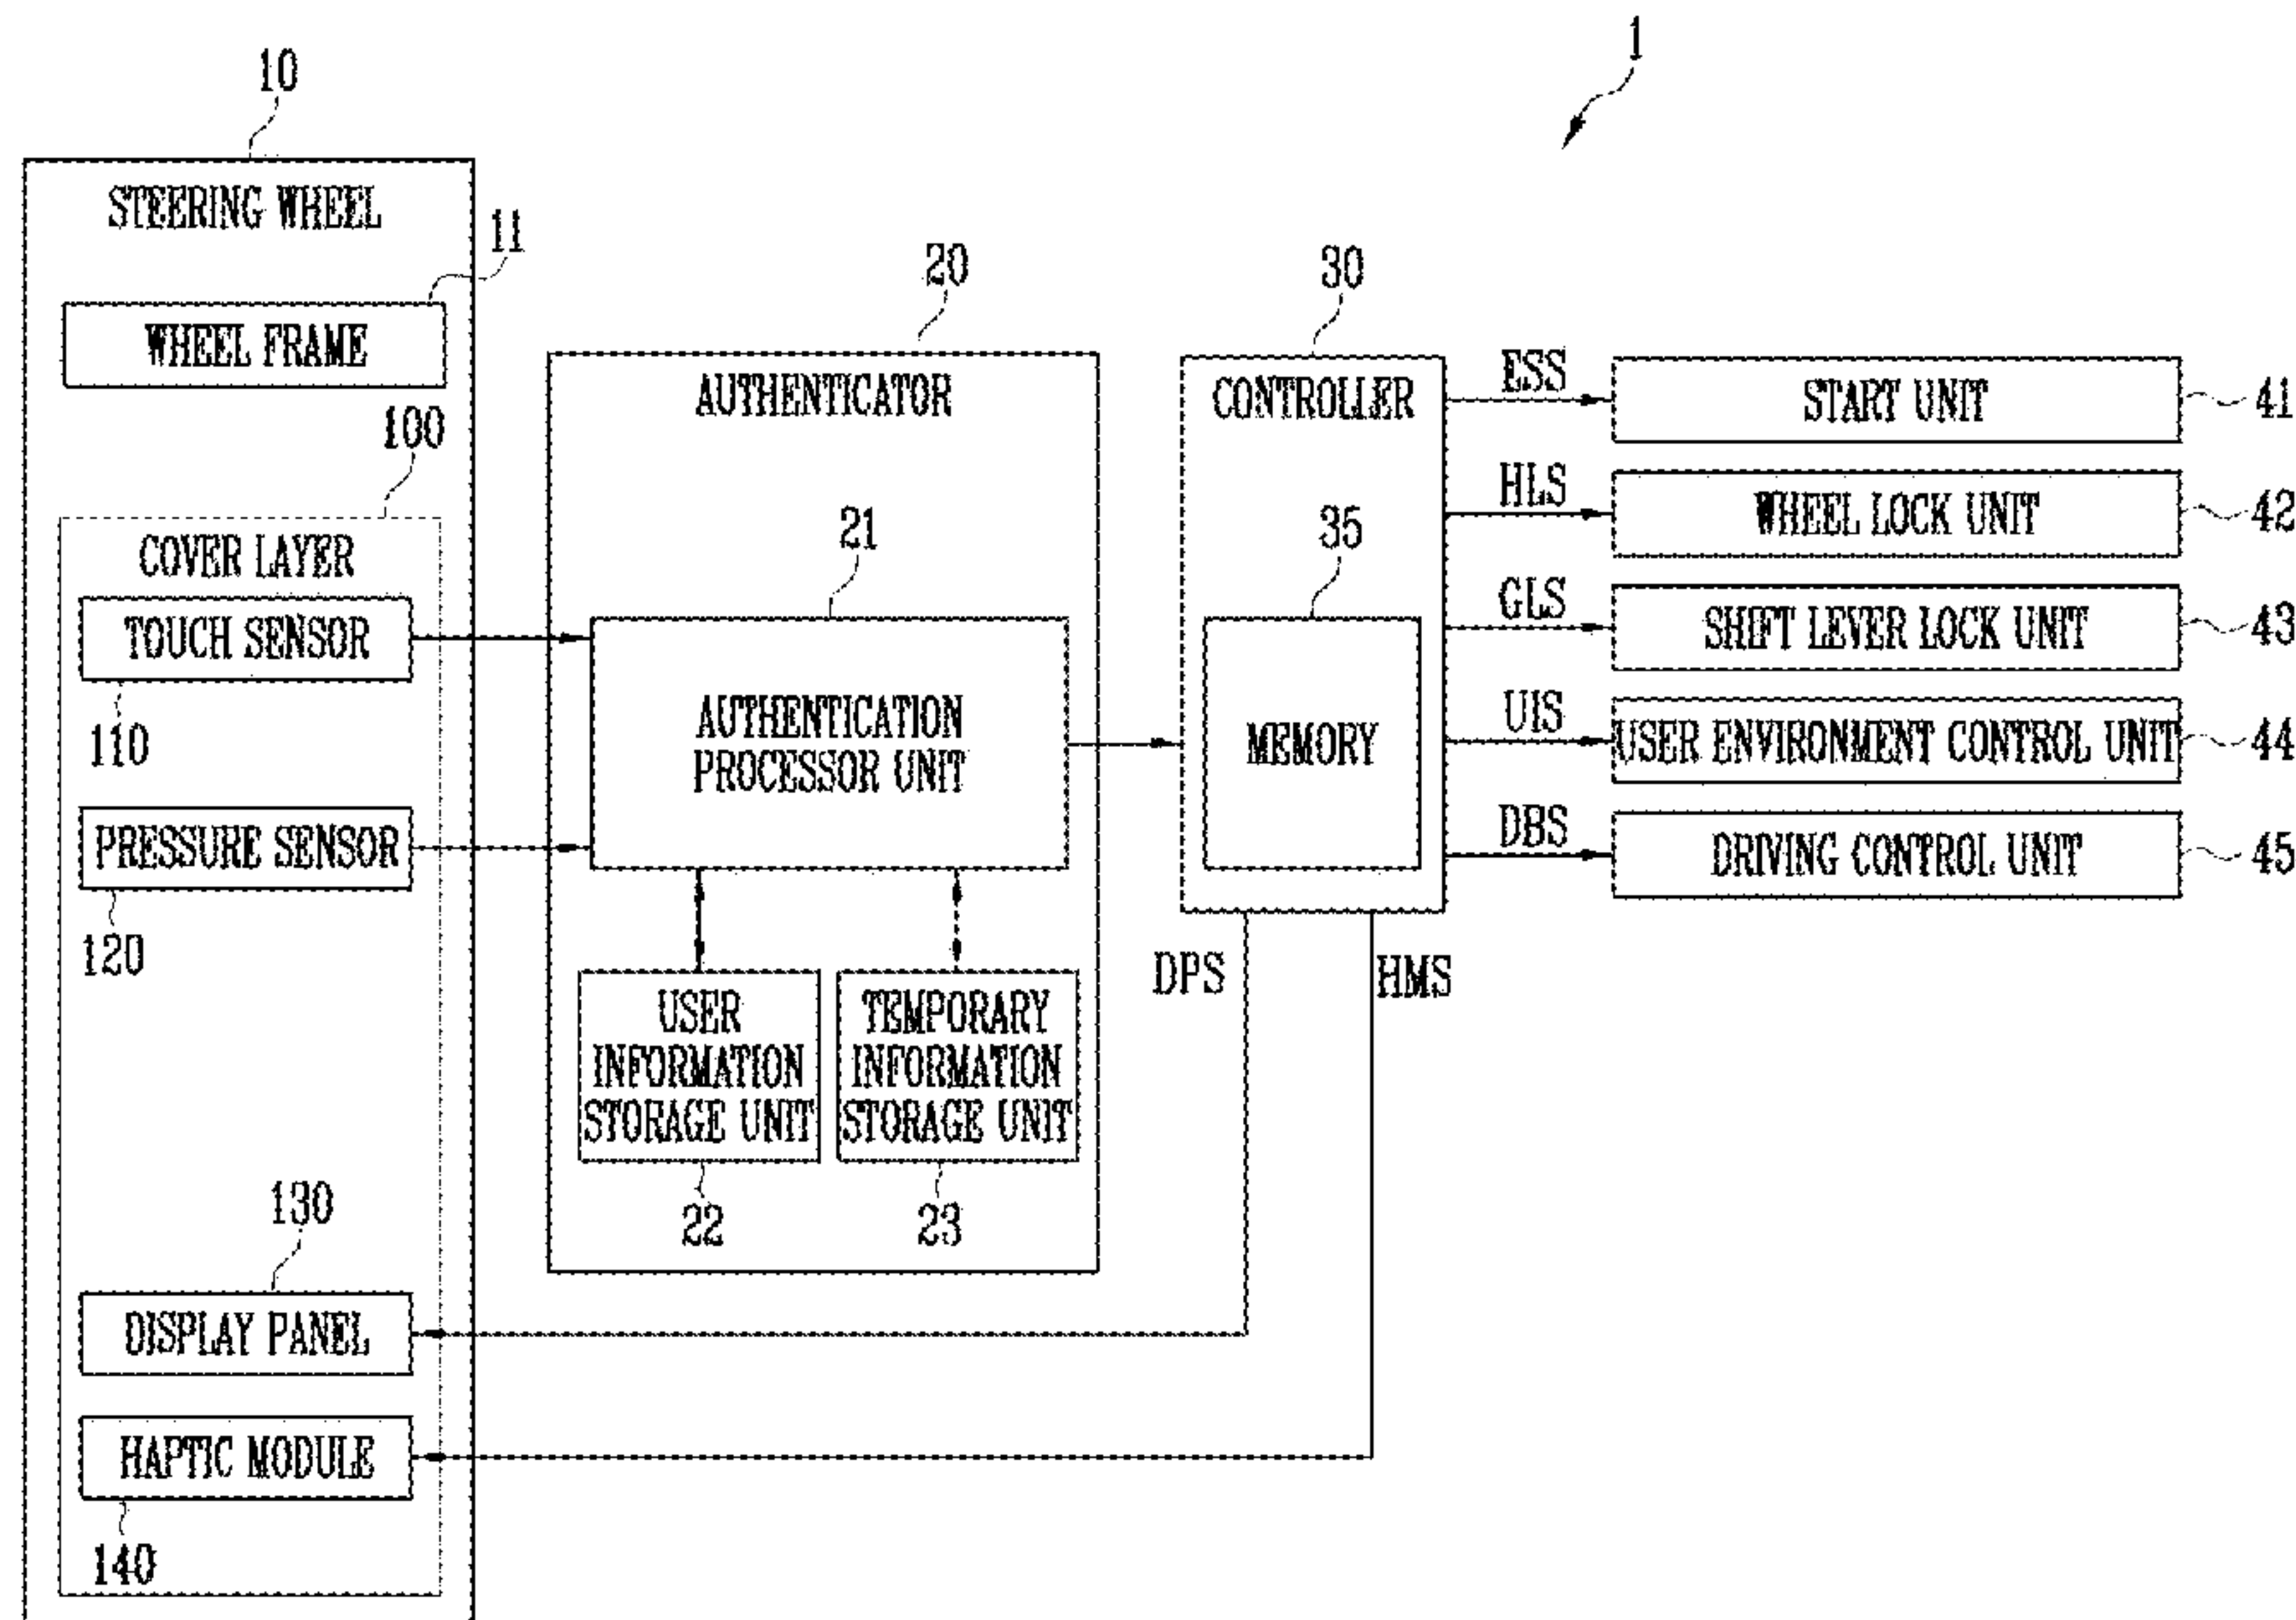 1
10
STEERING WHEEL
11
WHEEL FRAME
100
COVER LAYER
TOUCH SENSOR
110
PRESSURE SENSOR
120
130
DISPLAY PANEL
HAPTIC MODULE
140
20
AUTHENTICATOR
21
AUTHENTICATION
PROCESSOR UNIT
USER
INFORMATION
STORAGE UNIT
22
TEMPORARY
INFORMATION
STORAGE UNIT
23
30
CONTROLLER
35
MEMORY
DPS
HMS
ESS
START UNIT
41
HLS
WHEEL LOCK UNIT
42
GLS
SHIFT LEVER LOCK UNIT
43
UIS
USER ENVIRONMENT CONTROL UNIT
44
DBS
DRIVING CONTROL UNIT
45